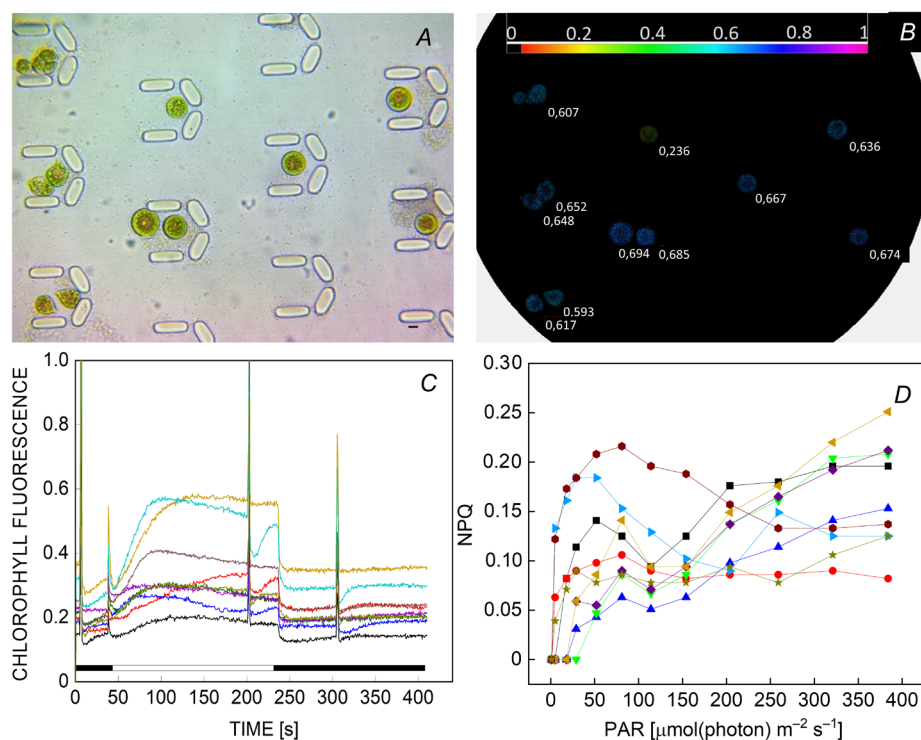 A
B
0 0.2 0.4 0.6 0.8 1
0,607
0,236
0,636
0,667
0,652
0,648
0,694
0,685
0,674
0.593
0,617
C
CHLOROPHYLL FLUORESCENCE
1.0
0.8
0.6
0.4
0.2
0
0 50 100 150 200 250 300 350 400 450
TIME [s]
D
NPQ
0.30
0.25
0.20
0.15
0.10
0.05
0
0 50 100 150 200 250 300 350 400
PAR [μmol(photon) m⁻² s⁻¹]